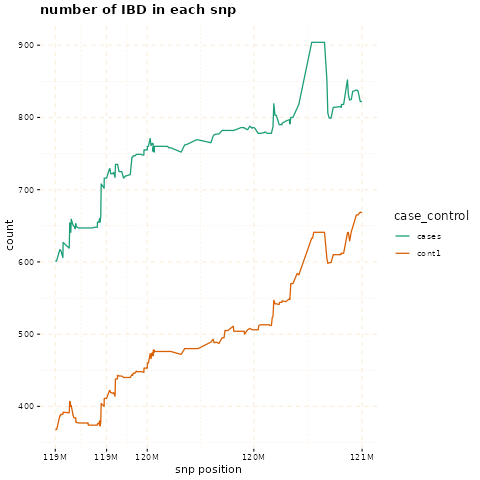 number of IBD in each snp
900
800
700
600
500
400
count
119M
119M
120M
120M
121M
snp position
case_control
cases
cont1